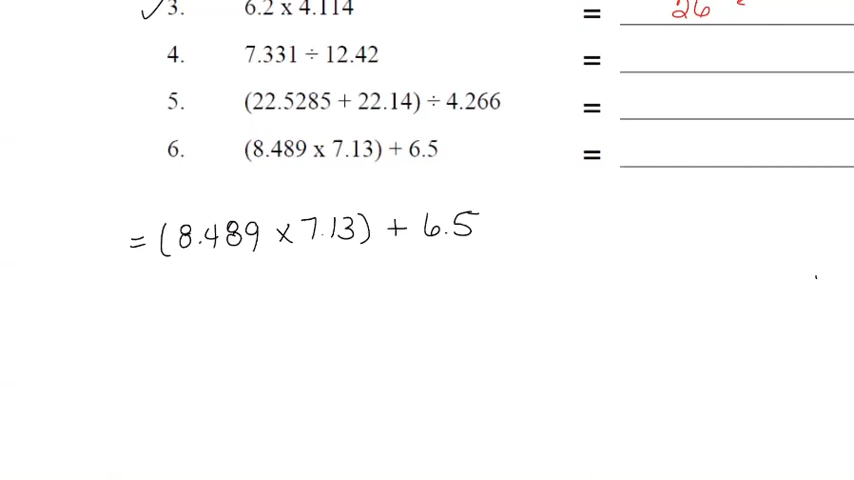 3. 6.2 x 4.114 = 26
4. 7.331 ÷ 12.42 =
5. (22.5285 + 22.14) ÷ 4.266 =
6. (8.489 x 7.13) + 6.5 =
= (8.489 x 7.13) + 6.5